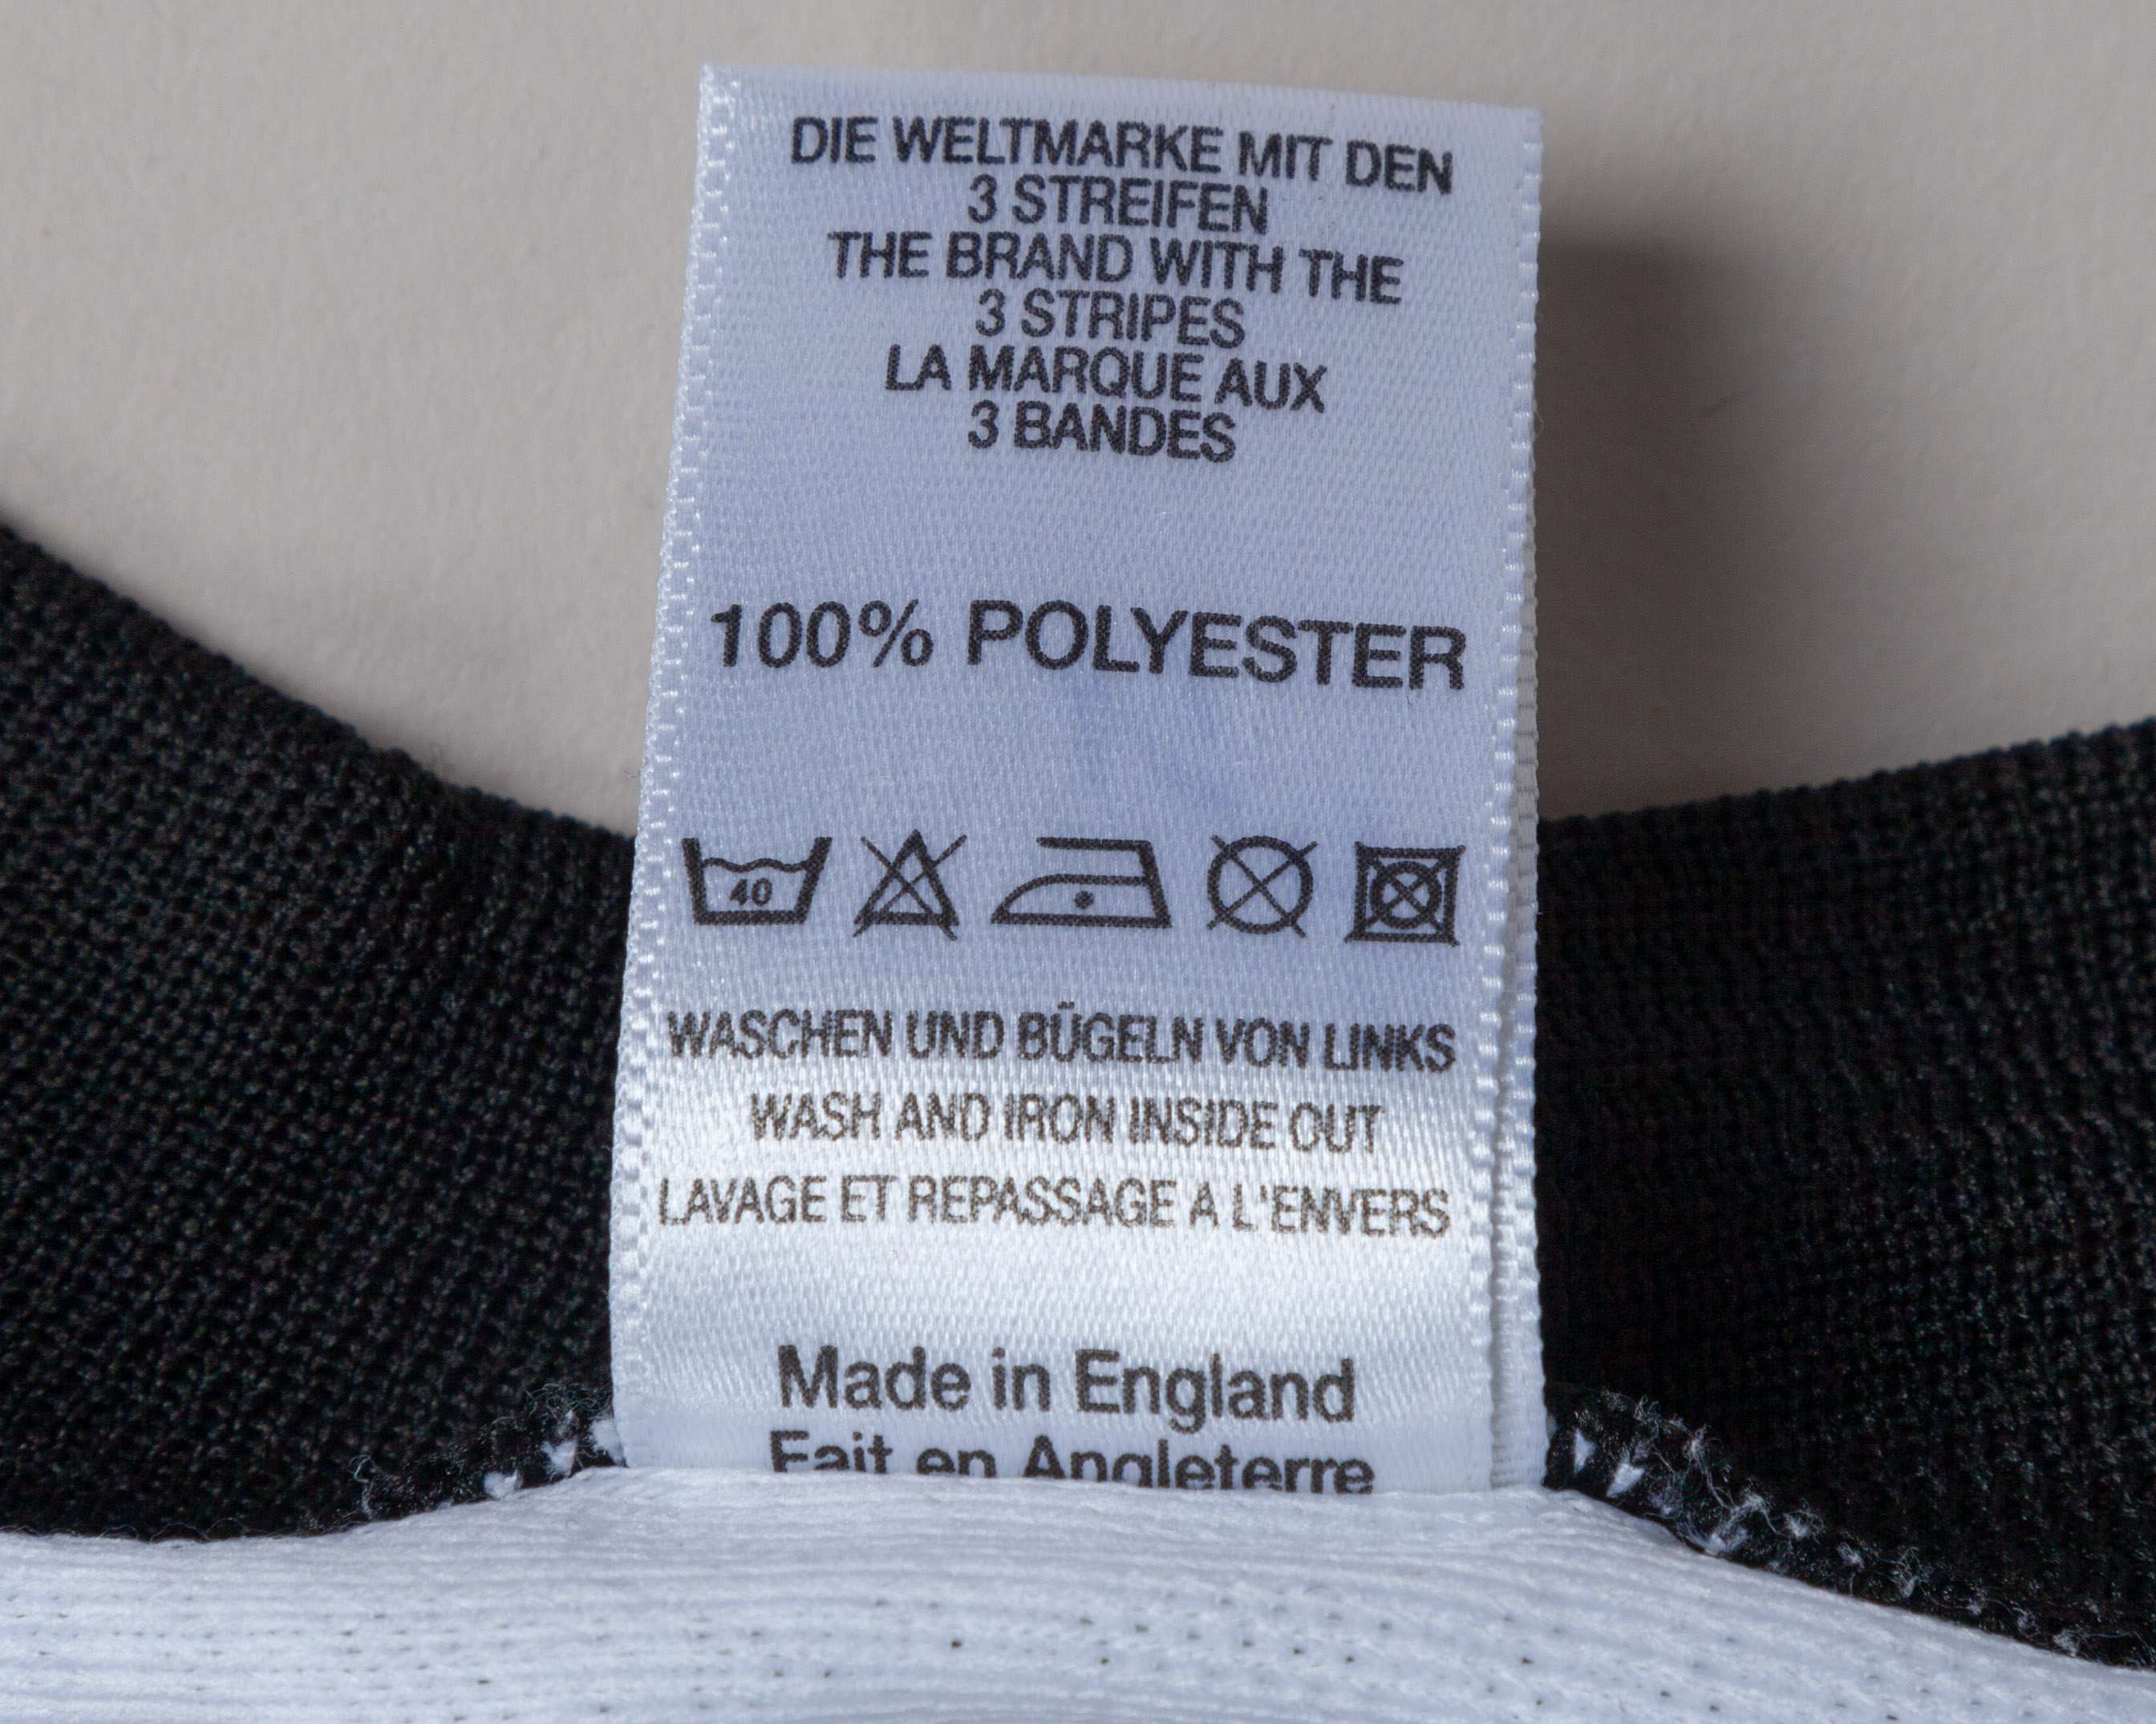 DIE WELTMARKE MIT DEN
3 STREIFEN
THE BRAND WITH THE
3 STRIPES
LA MARQUE AUX
3 BANDES
100% POLYESTER
40
WASCHEN UND BÜGELN VON LINKS
WASH AND IRON INSIDE OUT
LAVAGE ET REPASSAGE A L'ENVERS
Made in England
Fait en Angleterre